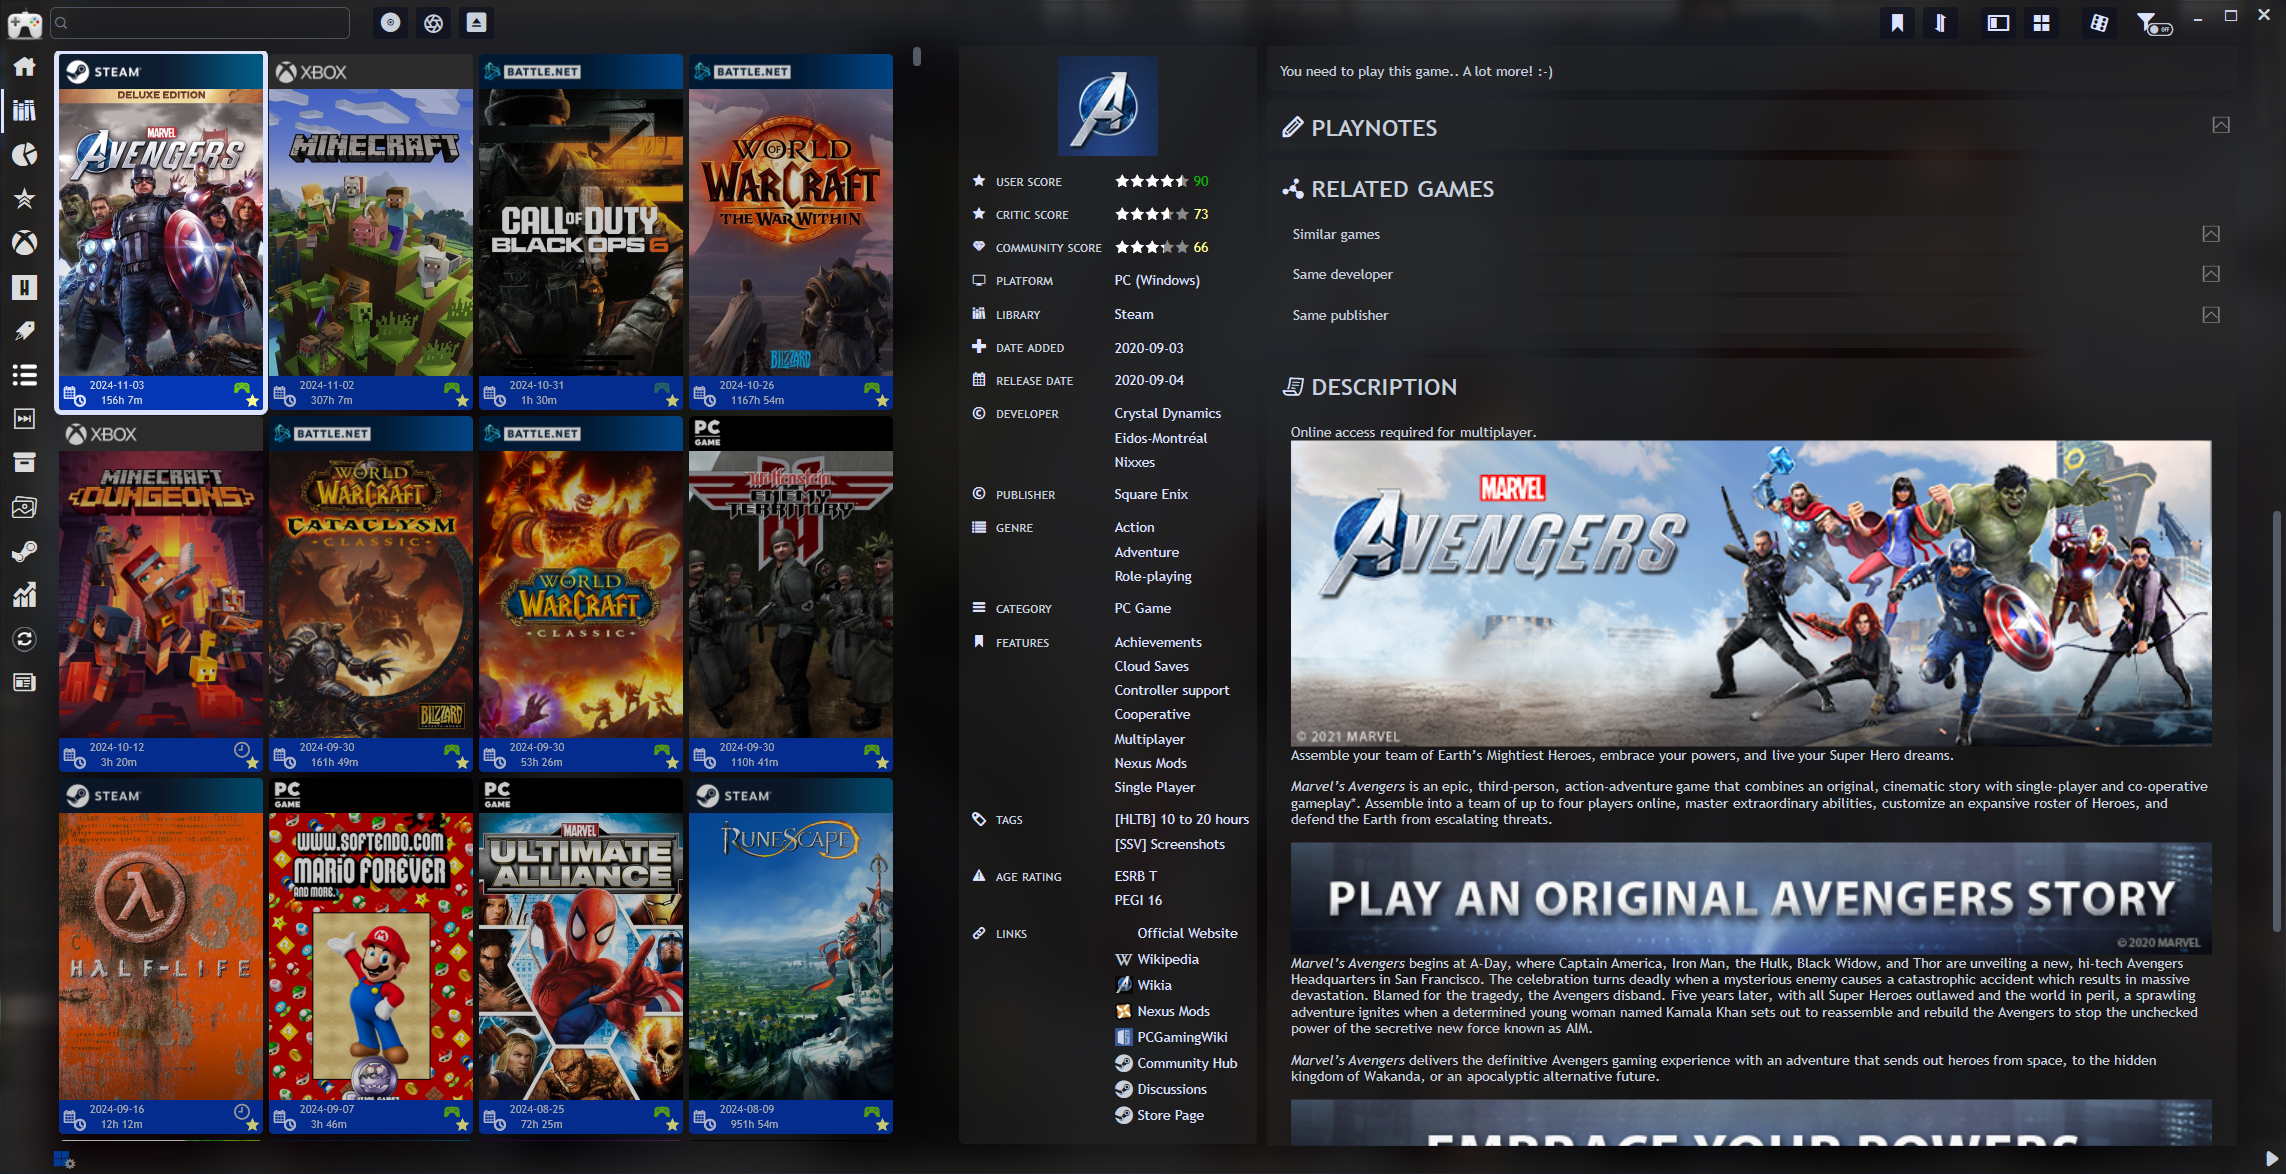 STEAM
DELUXE EDITION
MARVEL
AVENGERS
2024-11-03
156h 7m
XBOX
MINECRAFT
2024-11-02
307h 7m
BATTLE.NET
CALL OF DUTY
BLACK OPS 6
2024-10-31
1h 30m
BATTLE.NET
WORLD OF
WARCRAFT
THE WAR WITHIN
BLIZZARD
2024-10-26
1167h 54m
XBOX
MINECRAFT
DUNGEONS
2024-10-12
3h 20m
BATTLE.NET
WORLD OF
WARCRAFT
CATACLYSM
CLASSIC
BLIZZARD
ENTERTAINMENT
2024-09-30
161h 49m
BATTLE.NET
WORLD OF
WARCRAFT
CLASSIC
2024-09-30
53h 26m
PC
GAME
Wolfenstein
ENEMY
TERRITORY
2024-09-30
110h 41m
STEAM
HALF-LIFE
2024-09-16
12h 12m
PC
GAME
WWW.SOFTENDO.COM
MARIO FOREVER
AND MORE.
2024-09-07
3h 46m
PC
GAME
MARVEL
ULTIMATE
ALLIANCE
2024-08-25
72h 25m
STEAM
RUNESCAPE
2024-08-09
951h 54m
USER SCORE 90
CRITIC SCORE 73
COMMUNITY SCORE 66
PLATFORM PC (Windows)
LIBRARY Steam
DATE ADDED 2020-09-03
RELEASE DATE 2020-09-04
DEVELOPER Crystal Dynamics
Eidos-Montréal
Nixxes
PUBLISHER Square Enix
GENRE Action
Adventure
Role-playing
CATEGORY PC Game
FEATURES Achievements
Cloud Saves
Controller support
Cooperative
Multiplayer
Nexus Mods
Single Player
TAGS [HLTB] 10 to 20 hours
[SSV] Screenshots
AGE RATING ESRB T
PEGI 16
LINKS Official Website
Wikipedia
Wikia
Nexus Mods
PCGamingWiki
Community Hub
Discussions
Store Page
OFF
You need to play this game.. A lot more! :-)
PLAYNOTES
RELATED GAMES
Similar games
Same developer
Same publisher
DESCRIPTION
Online access required for multiplayer.
MARVEL
AVENGERS
© 2021 MARVEL
Assemble your team of Earth's Mightiest Heroes, embrace your powers, and live your Super Hero dreams.
Marvel's Avengers is an epic, third-person, action-adventure game that combines an original, cinematic story with single-player and co-operative
gameplay*. Assemble into a team of up to four players online, master extraordinary abilities, customize an expansive roster of Heroes, and
defend the Earth from escalating threats.
PLAY AN ORIGINAL AVENGERS STORY
© 2020 MARVEL
Marvel's Avengers begins at A-Day, where Captain America, Iron Man, the Hulk, Black Widow, and Thor are unveiling a new, hi-tech Avengers
Headquarters in San Francisco. The celebration turns deadly when a mysterious enemy causes a catastrophic accident which results in massive
devastation. Blamed for the tragedy, the Avengers disband. Five years later, with all Super Heroes outlawed and the world in peril, a sprawling
adventure ignites when a determined young woman named Kamala Khan sets out to reassemble and rebuild the Avengers to stop the unchecked
power of the secretive new force known as AIM.
Marvel's Avengers delivers the definitive Avengers gaming experience with an adventure that sends out heroes from space, to the hidden
kingdom of Wakanda, or an apocalyptic alternative future.
EMBRACE YOUR POWERS